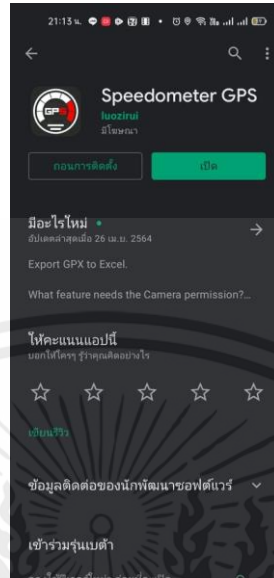 21:13 น.
Speedometer GPS
luozirui
มีโฆษณา
ถอนการติดตั้ง
เปิด
มีอะไรใหม่
อัปเดตล่าสุดเมื่อ 26 เม.ย. 2564
Export GPX to Excel.
What feature needs the Camera permission?...
ให้คะแนนแอปนี้
บอกให้ใครๆ รู้ว่าคุณคิดอย่างไร
เขียนรีวิว
ข้อมูลติดต่อของนักพัฒนาซอฟต์แวร์
เข้าร่วมรุ่นเบต้า